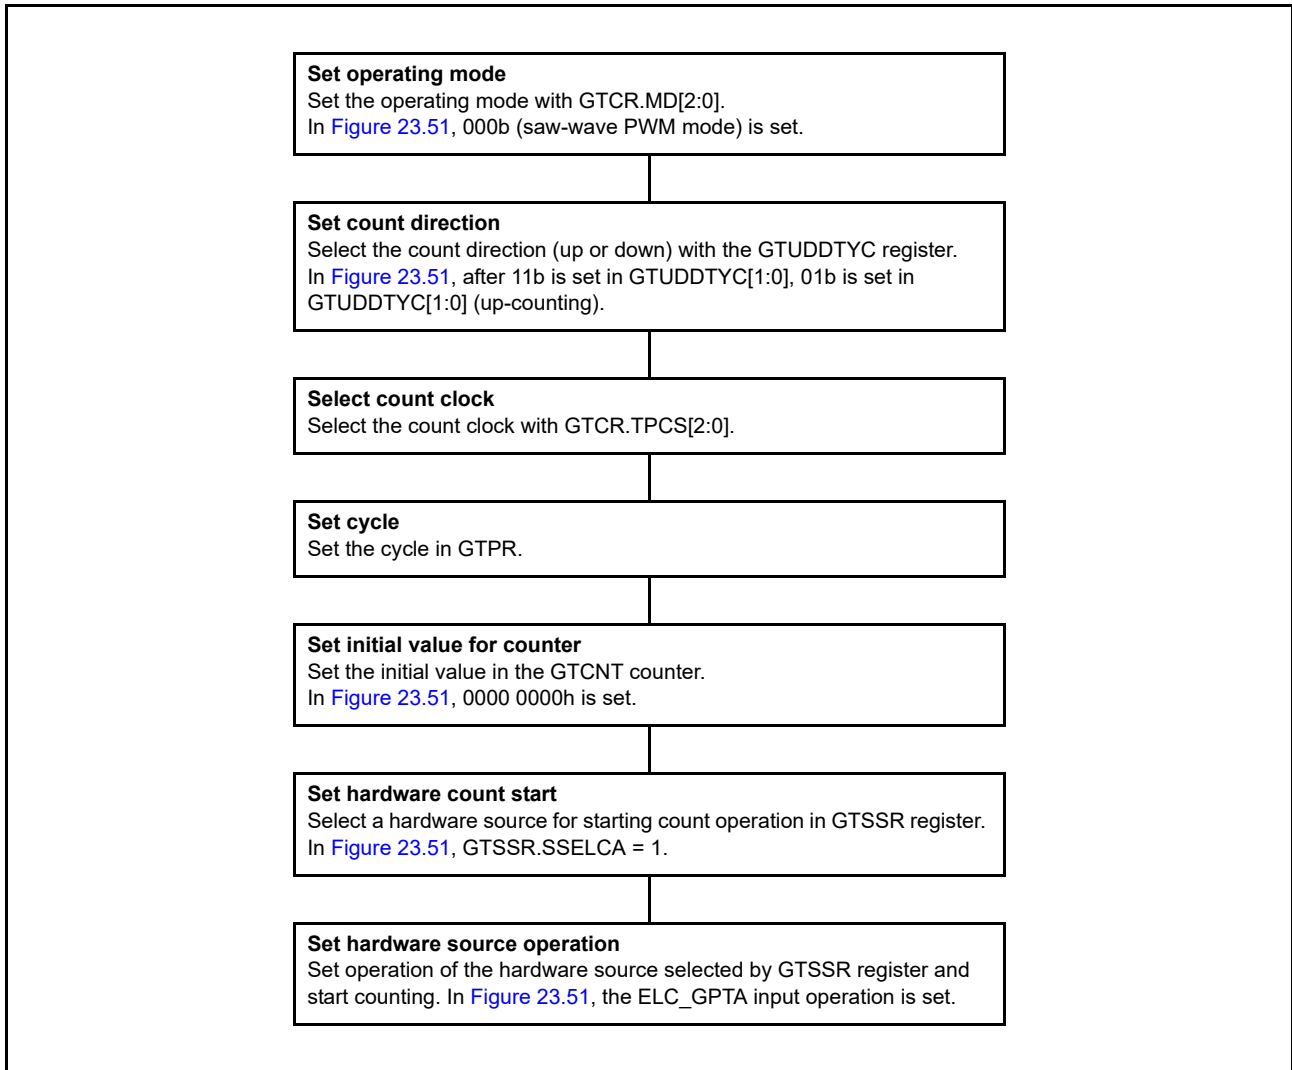 Set operating mode
Set the operating mode with GTCR.MD[2:0].
In Figure 23.51, 000b (saw-wave PWM mode) is set.
Set count direction
Select the count direction (up or down) with the GTUDDTYC register.
In Figure 23.51, after 11b is set in GTUDDTYC[1:0], 01b is set in
GTUDDTYC[1:0] (up-counting).
Select count clock
Select the count clock with GTCR.TPCS[2:0].
Set cycle
Set the cycle in GTPR.
Set initial value for counter
Set the initial value in the GTCNT counter.
In Figure 23.51, 0000 0000h is set.
Set hardware count start
Select a hardware source for starting count operation in GTSSR register.
In Figure 23.51, GTSSR.SSELCA = 1.
Set hardware source operation
Set operation of the hardware source selected by GTSSR register and
start counting. In Figure 23.51, the ELC_GPTA input operation is set.